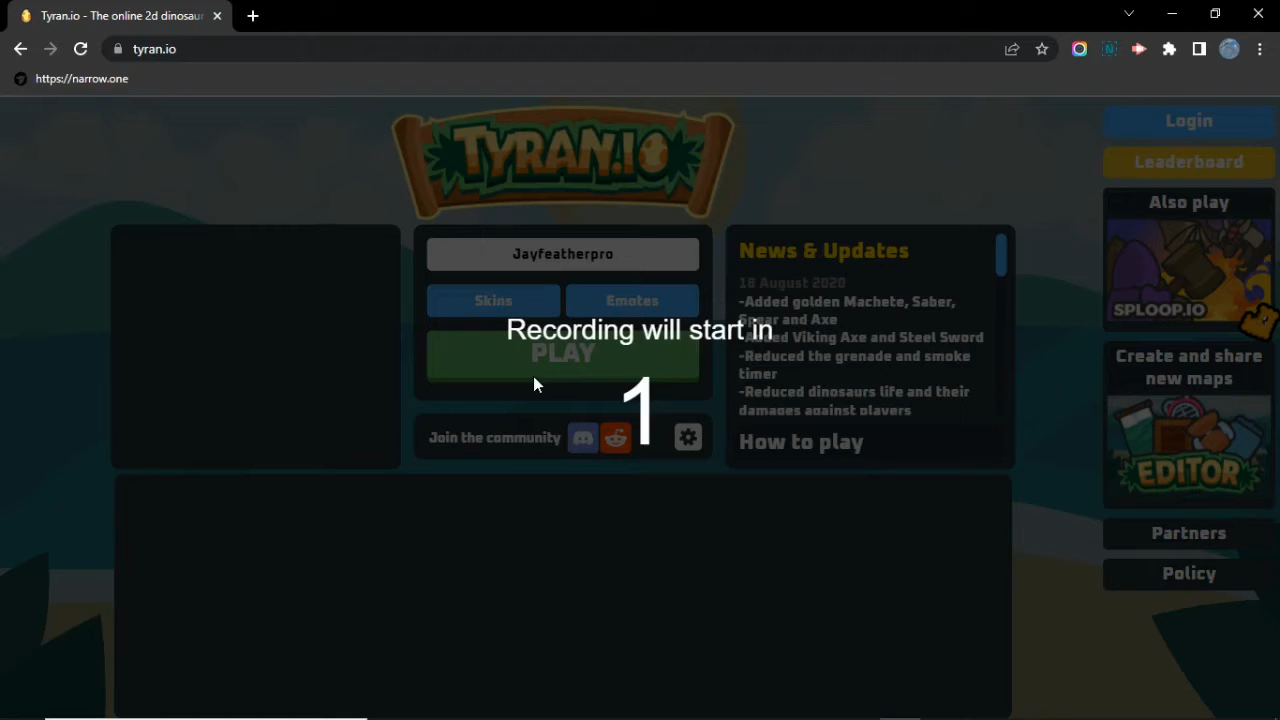 Tyran.io - The online 2d dinosau
tyran.io
https://narrow.one
TYRAN.IO
Login
Leaderboard
Also play
SPLOOP.IO
Create and share
new maps
EDITOR
Partners
Policy
Jayfeatherpro
Skins
Emotes
PLAY
Join the community
News & Updates
18 August 2020
-Added golden Machete, Saber,
Spear and Axe
-Added Viking Axe and Steel Sword
-Reduced the grenade and smoke
timer
-Reduced dinosaurs life and their
damages against players
How to play
Recording will start in
1